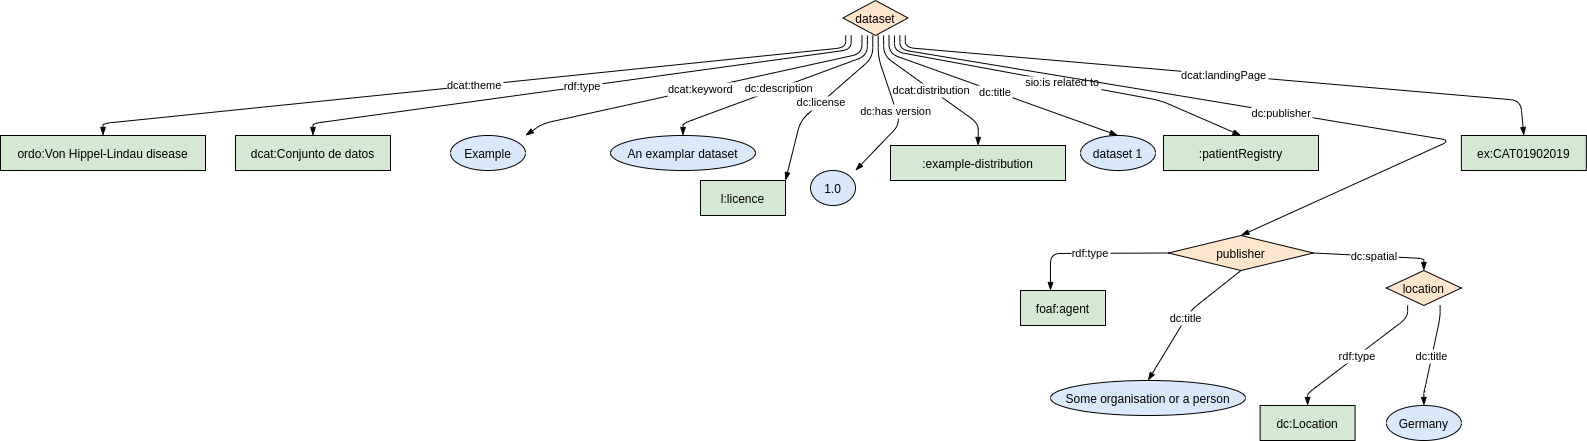 dataset
dcat:theme
rdf:type
dcat:keyword
dc:description
dc:license
dc:has version
dcat:distribution
dc:title
sio:is related to
dc:publisher
dcat:landingPage
ordo:Von Hippel-Lindau disease
dcat:Conjunto de datos
Example
An examplar dataset
l:licence
1.0
:example-distribution
dataset 1
:patientRegistry
ex:CAT01902019
publisher
rdf:type
dc:spatial
dc:title
foaf:agent
location
Some organisation or a person
rdf:type
dc:title
dc:Location
Germany